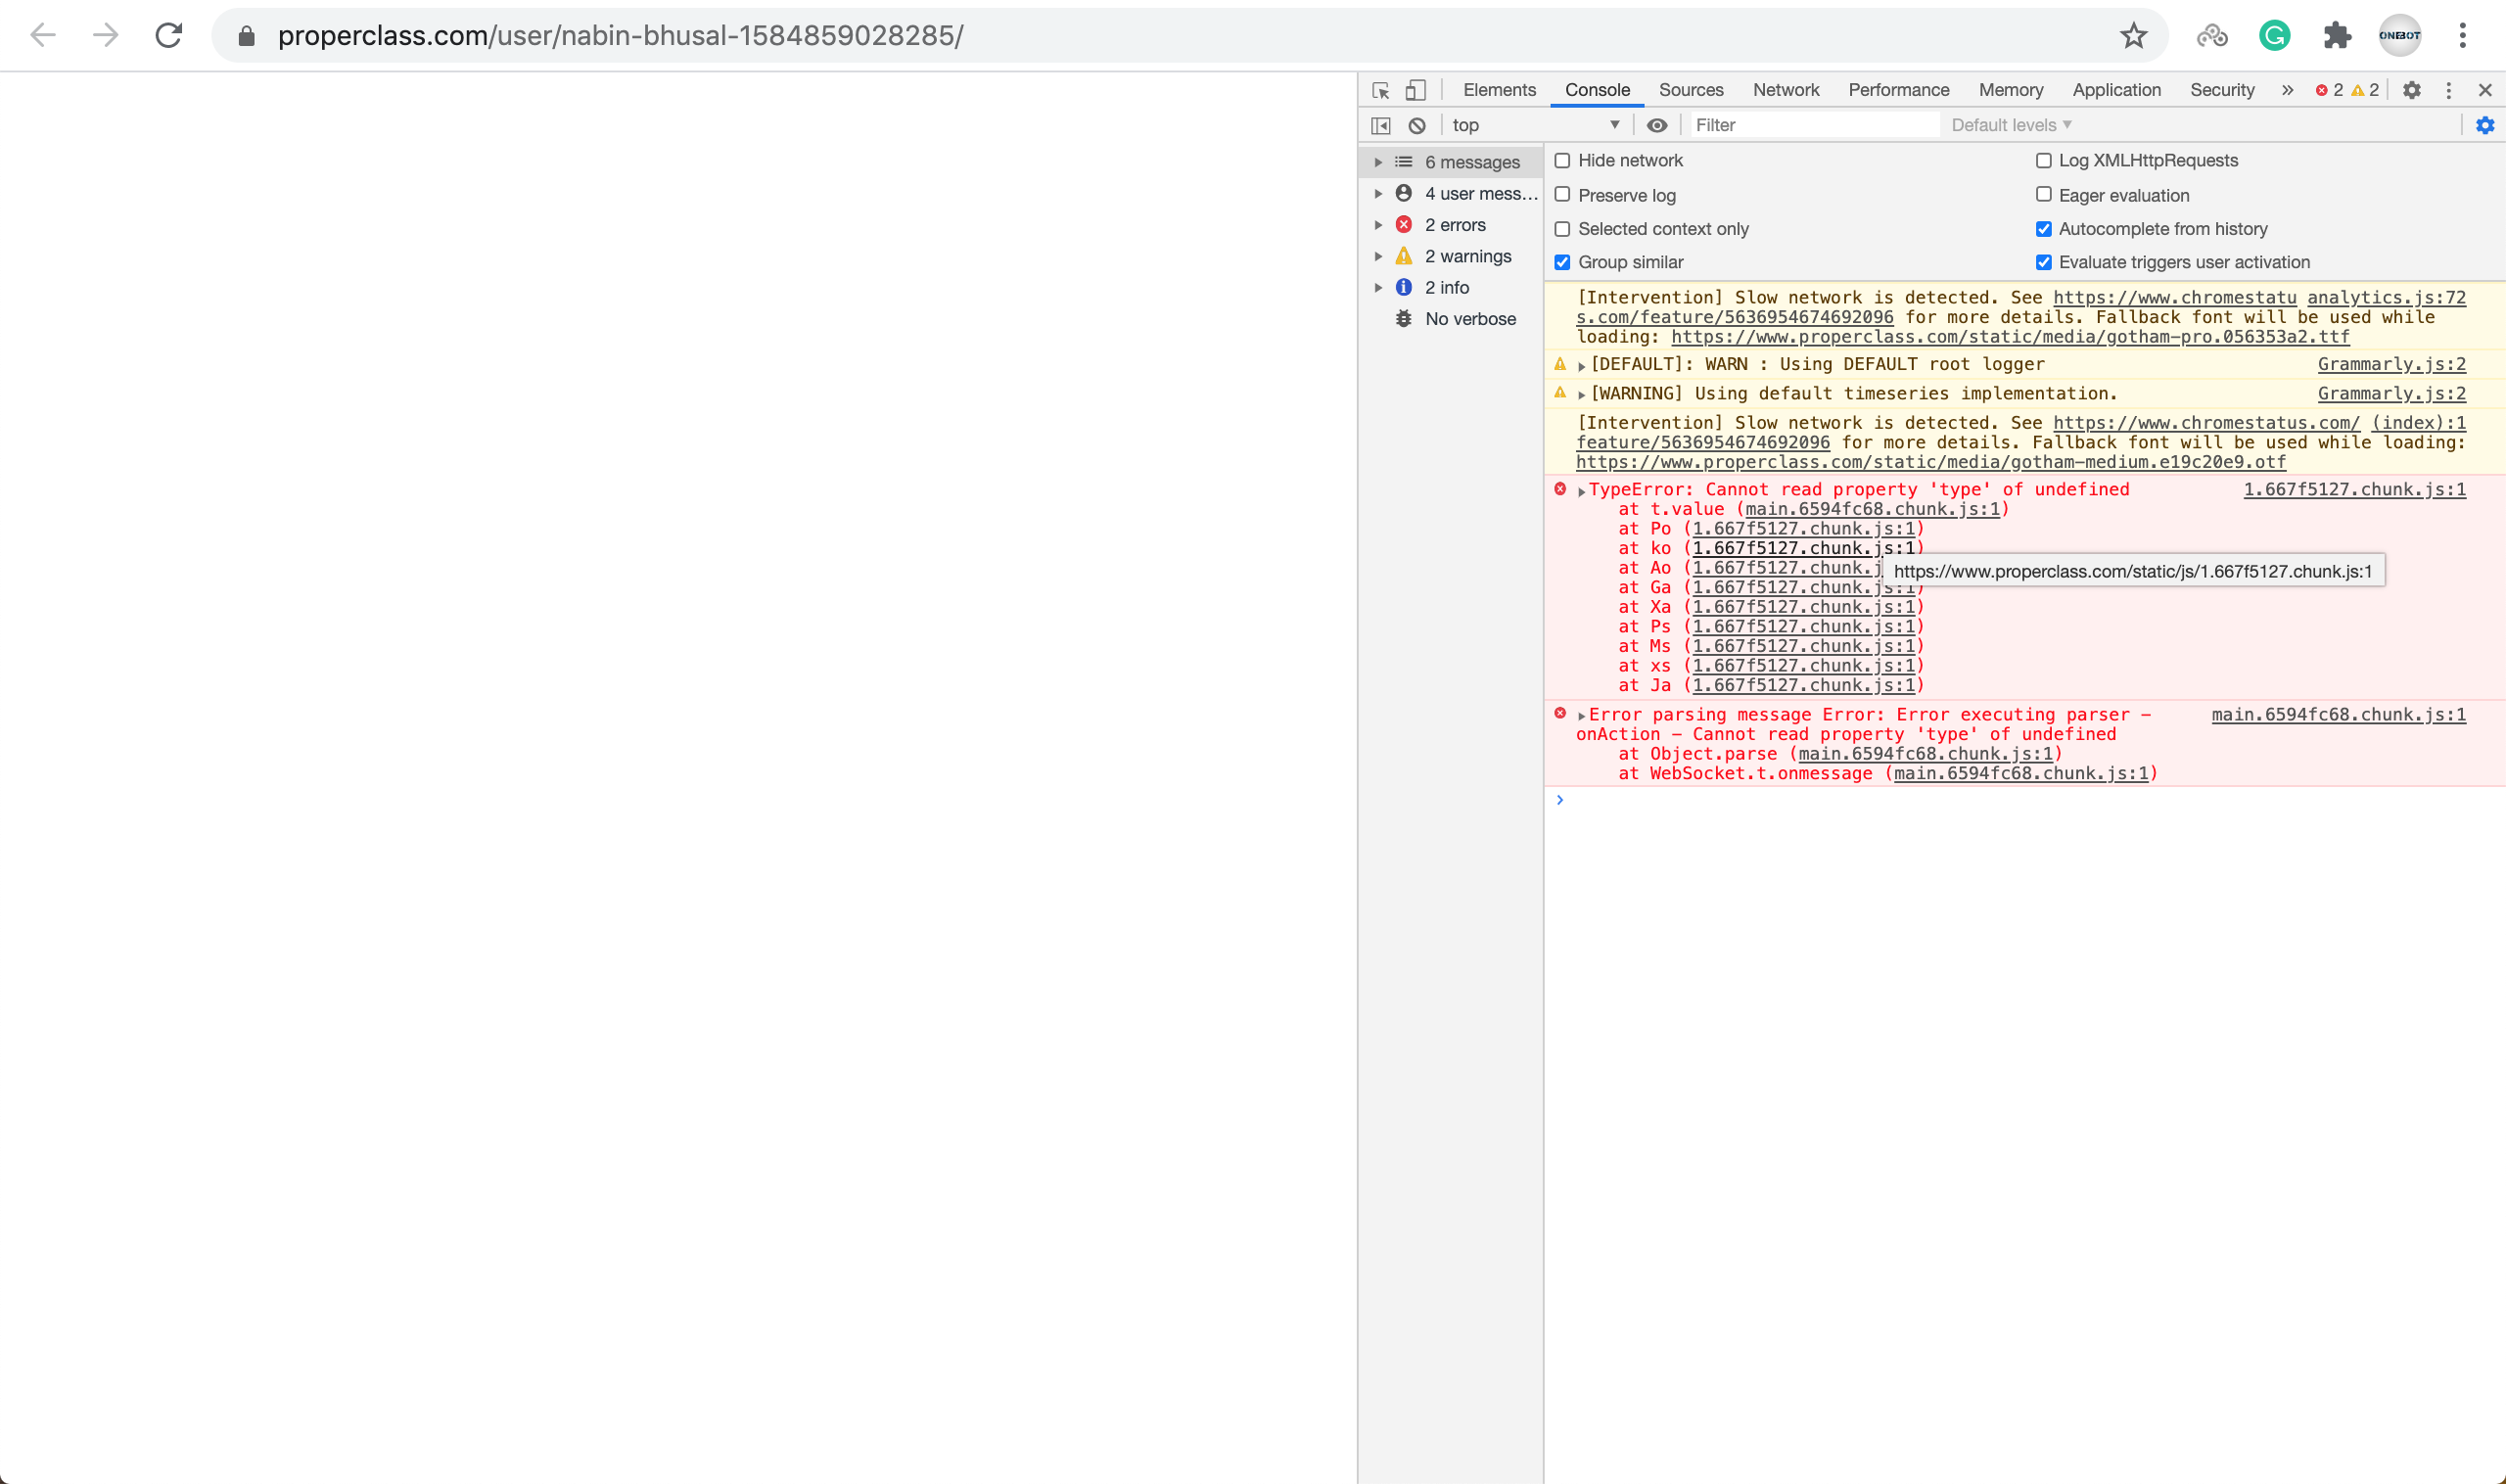 properclass.com/user/nabin-bhusal-1584859028285/
ONEBOT
Elements Console Sources Network Performance Memory Application Security » 2 2
top Filter Default levels
6 messages
4 user mess...
2 errors
2 warnings
2 info
No verbose
Hide network Log XMLHttpRequests
Preserve log Eager evaluation
Selected context only Autocomplete from history
Group similar Evaluate triggers user activation
[Intervention] Slow network is detected. See https://www.chromestatu analytics.js:72
s.com/feature/5636954674692096 for more details. Fallback font will be used while
loading: https://www.properclass.com/static/media/gotham-pro.056353a2.ttf
[DEFAULT]: WARN : Using DEFAULT root logger Grammarly.js:2
[WARNING] Using default timeseries implementation. Grammarly.js:2
[Intervention] Slow network is detected. See https://www.chromestatus.com/ (index):1
feature/5636954674692096 for more details. Fallback font will be used while loading:
https://www.properclass.com/static/media/gotham-medium.e19c20e9.otf
TypeError: Cannot read property 'type' of undefined 1.667f5127.chunk.js:1
at t.value (main.6594fc68.chunk.js:1)
at Po (1.667f5127.chunk.js:1)
at ko (1.667f5127.chunk.js:1)
at Ao (1.667f5127.chunk.j
https://www.properclass.com/static/js/1.667f5127.chunk.js:1
at Ga (1.667f5127.chunk.js:1)
at Xa (1.667f5127.chunk.js:1)
at Ps (1.667f5127.chunk.js:1)
at Ms (1.667f5127.chunk.js:1)
at xs (1.667f5127.chunk.js:1)
at Ja (1.667f5127.chunk.js:1)
Error parsing message Error: Error executing parser – main.6594fc68.chunk.js:1
onAction – Cannot read property 'type' of undefined
at Object.parse (main.6594fc68.chunk.js:1)
at WebSocket.t.onmessage (main.6594fc68.chunk.js:1)